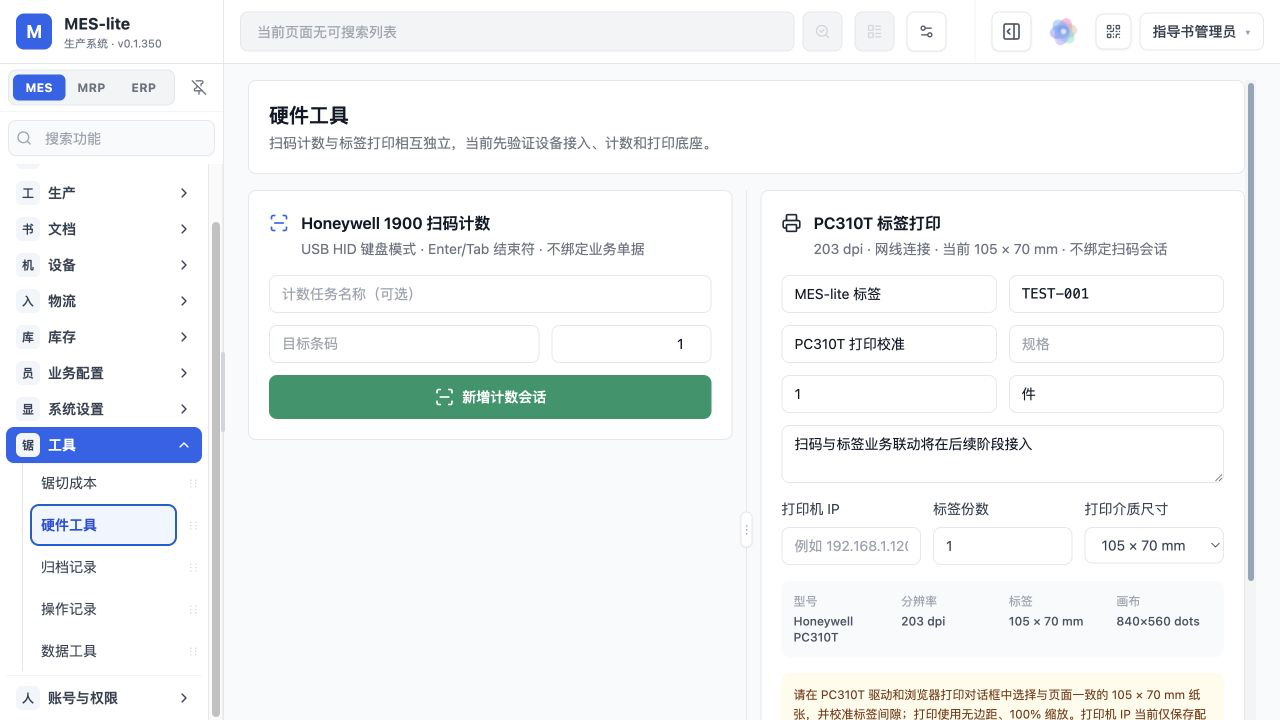 M
MES-lite
生产系统 · v0.1.350
MES MRP ERP
搜索功能
工 生产
书 文档
机 设备
入 物流
库 库存
员 业务配置
显 系统设置
锯 工具
锯切成本
硬件工具
归档记录
操作记录
数据工具
人 账号与权限
当前页面无可搜索列表
指导书管理员
硬件工具
扫码计数与标签打印相互独立，当前先验证设备接入、计数和打印底座。
Honeywell 1900 扫码计数
USB HID 键盘模式 · Enter/Tab 结束符 · 不绑定业务单据
计数任务名称（可选）
目标条码 1
新增计数会话
PC310T 标签打印
203 dpi · 网线连接 · 当前 105 × 70 mm · 不绑定扫码会话
MES-lite 标签 TEST-001
PC310T 打印校准 规格
1 件
扫码与标签业务联动将在后续阶段接入
打印机 IP 标签份数 打印介质尺寸
例如 192.168.1.120 1 105 × 70 mm
型号 分辨率 标签 画布
Honeywell PC310T 203 dpi 105 × 70 mm 840×560 dots
请在 PC310T 驱动和浏览器打印对话框中选择与页面一致的 105 × 70 mm 纸
张，并校准标签间隙；打印使用无边距、100% 缩放。打印机 IP 当前仅保存配